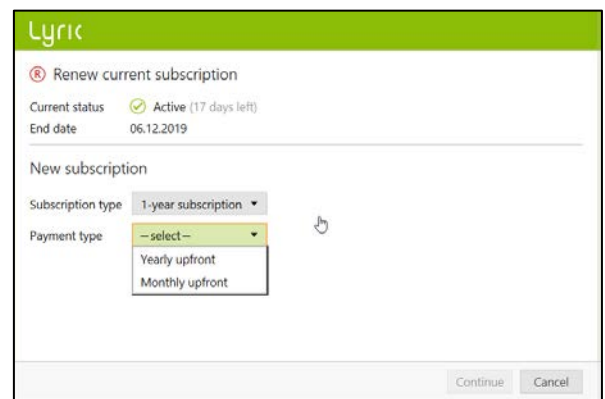 Lyric
® Renew current subscription
Current status Active (17 days left)
End date 06.12.2019
New subscription
Subscription type 1-year subscription
Payment type –select–
Yearly upfront
Monthly upfront
Continue Cancel